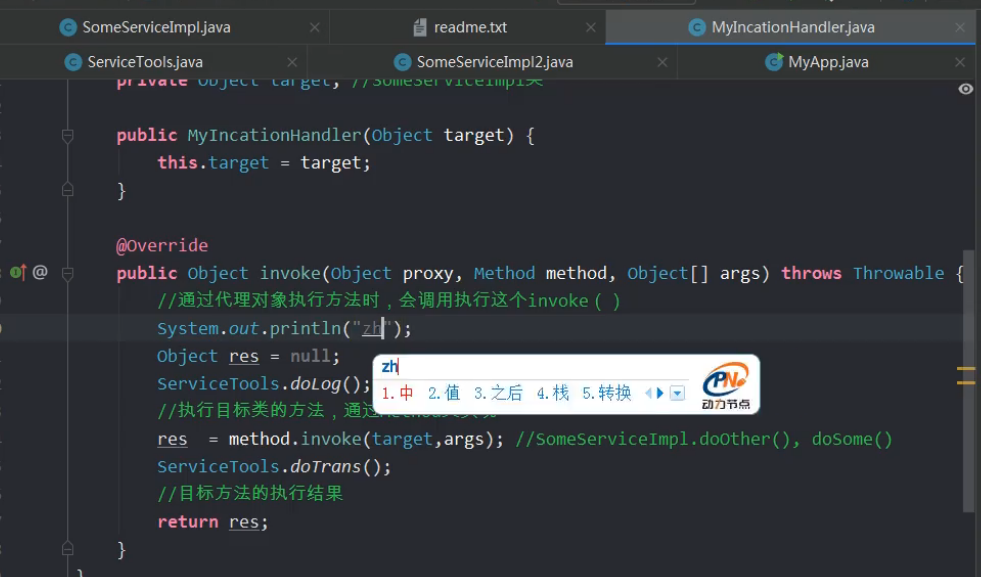 SomeServiceImpl.java
readme.txt
MyIncationHandler.java
ServiceTools.java
SomeServiceImpl2.java
MyApp.java
private Object target; //SomeServiceImpl类
public MyIncationHandler(Object target) {
this.target = target;
}
@Override
public Object invoke(Object proxy, Method method, Object[] args) throws Throwable {
//通过代理对象执行方法时，会调用执行这个invoke（）
System.out.println("zh");
Object res = null;
zh
1.中 2.值 3.之后 4.栈 5.转换
动力节点
ServiceTools.doLog();
//执行目标类的方法，通过
res = method.invoke(target,args); //SomeServiceImpl.doOther(), doSome()
ServiceTools.doTrans();
//目标方法的执行结果
return res;
}
}